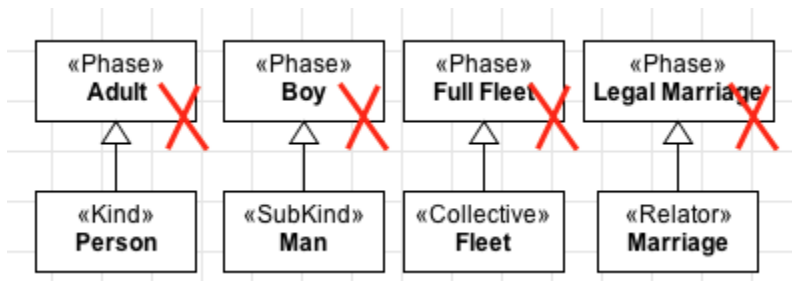 «Phase»
Adult
«Phase»
Boy
«Phase»
Full Fleet
«Phase»
Legal Marriage
«Kind»
Person
«SubKind»
Man
«Collective»
Fleet
«Relator»
Marriage